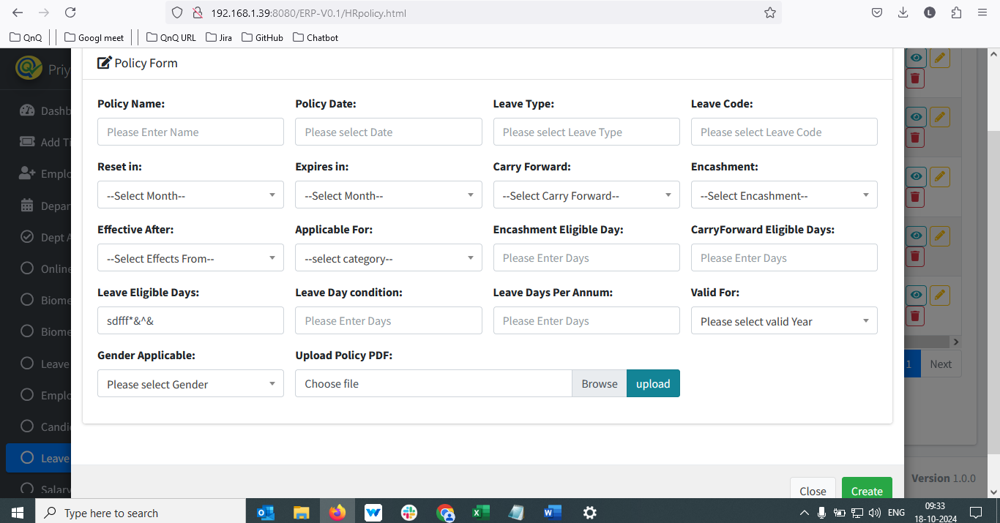 192.168.1.39:8080/ERP-V0.1/HRpolicy.html
L
QnQ Googl meet QnQ URL Jira GitHub Chatbot
Priy
Policy Form
Dashb
Add Ti
Emplo
Depar
Dept A
Online
Biome
Biome
Leave
Emplo
Candi
Leave
Salary
Policy Name: Policy Date: Leave Type: Leave Code:
Please Enter Name Please select Date Please select Leave Type Please select Leave Code
Reset in: Expires in: Carry Forward: Encashment:
--Select Month-- --Select Month-- --Select Carry Forward-- --Select Encashment--
Effective After: Applicable For: Encashment Eligible Day: CarryForward Eligible Days:
--Select Effects From-- --select category-- Please Enter Days Please Enter Days
Leave Eligible Days: Leave Day condition: Leave Days Per Annum: Valid For:
sdfff*&^& Please Enter Days Please Enter Days Please select valid Year
Gender Applicable: Upload Policy PDF:
Please select Gender Choose file Browse upload
1 Next
Close Create
Version 1.0.0
Type here to search
ENG
09:33
18-10-2024